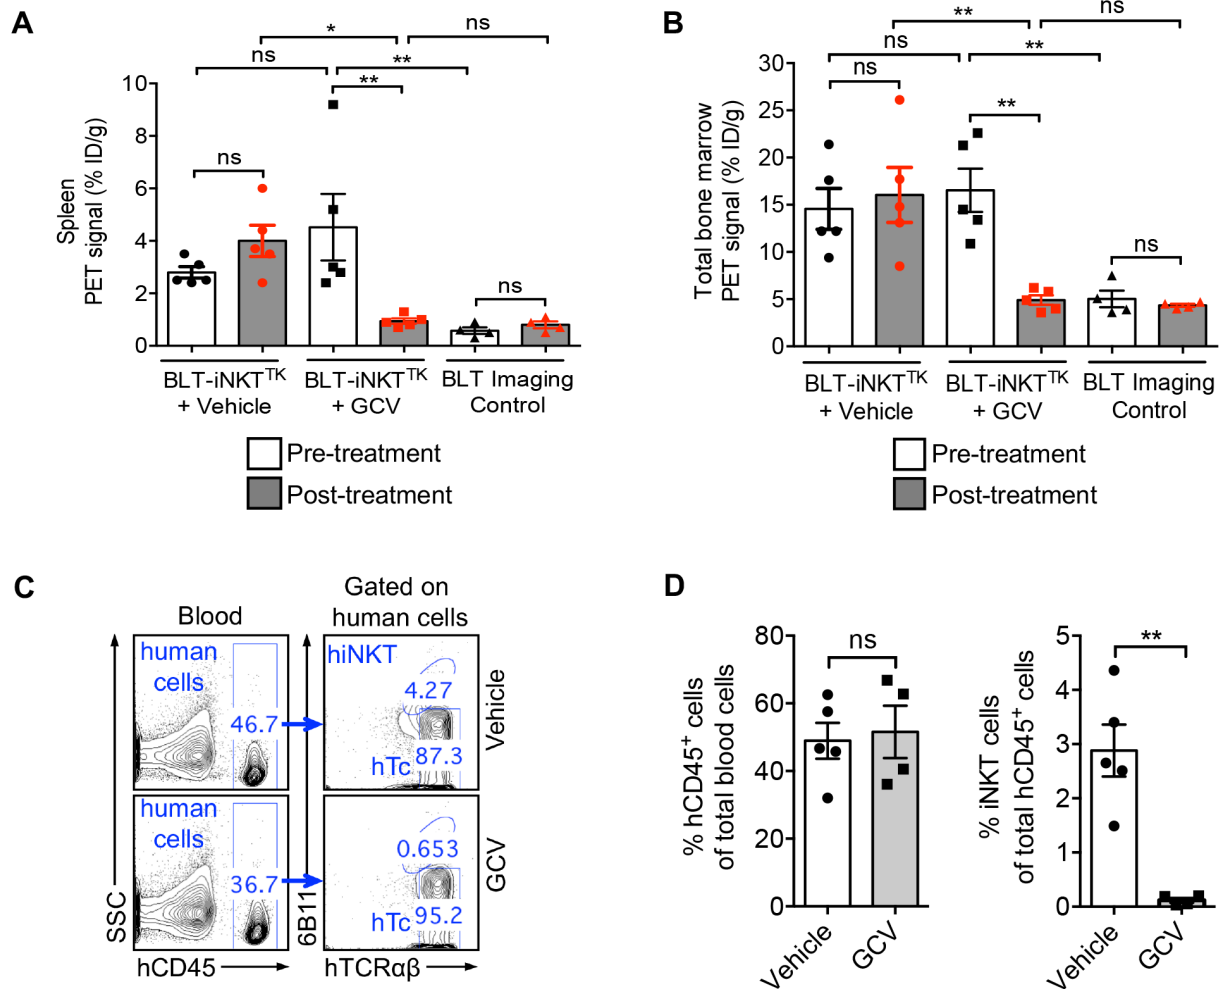 A
* ns
ns **
**
10
8
6
4
2
0
ns
ns
Spleen
PET signal (% ID/g)
BLT-iNKTTK
+ Vehicle
BLT-iNKTTK
+ GCV
BLT Imaging
Control
Pre-treatment
Post-treatment
B
** ns
ns **
ns
**
ns
30
25
20
15
10
5
0
Total bone marrow
PET signal (% ID/g)
BLT-iNKTTK
+ Vehicle
BLT-iNKTTK
+ GCV
BLT Imaging
Control
Pre-treatment
Post-treatment
C
Blood
Gated on
human cells
human
cells
46.7
hiNKT
4.27
hTc 87.3
Vehicle
human
cells
36.7
0.653
hTc 95.2
GCV
SSC
6B11
hCD45
hTCRαβ
D
80
60
40
20
0
ns
% hCD45+ cells
of total blood cells
Vehicle
GCV
5
4
3
2
1
0
**
% iNKT cells
of total hCD45+ cells
Vehicle
GCV